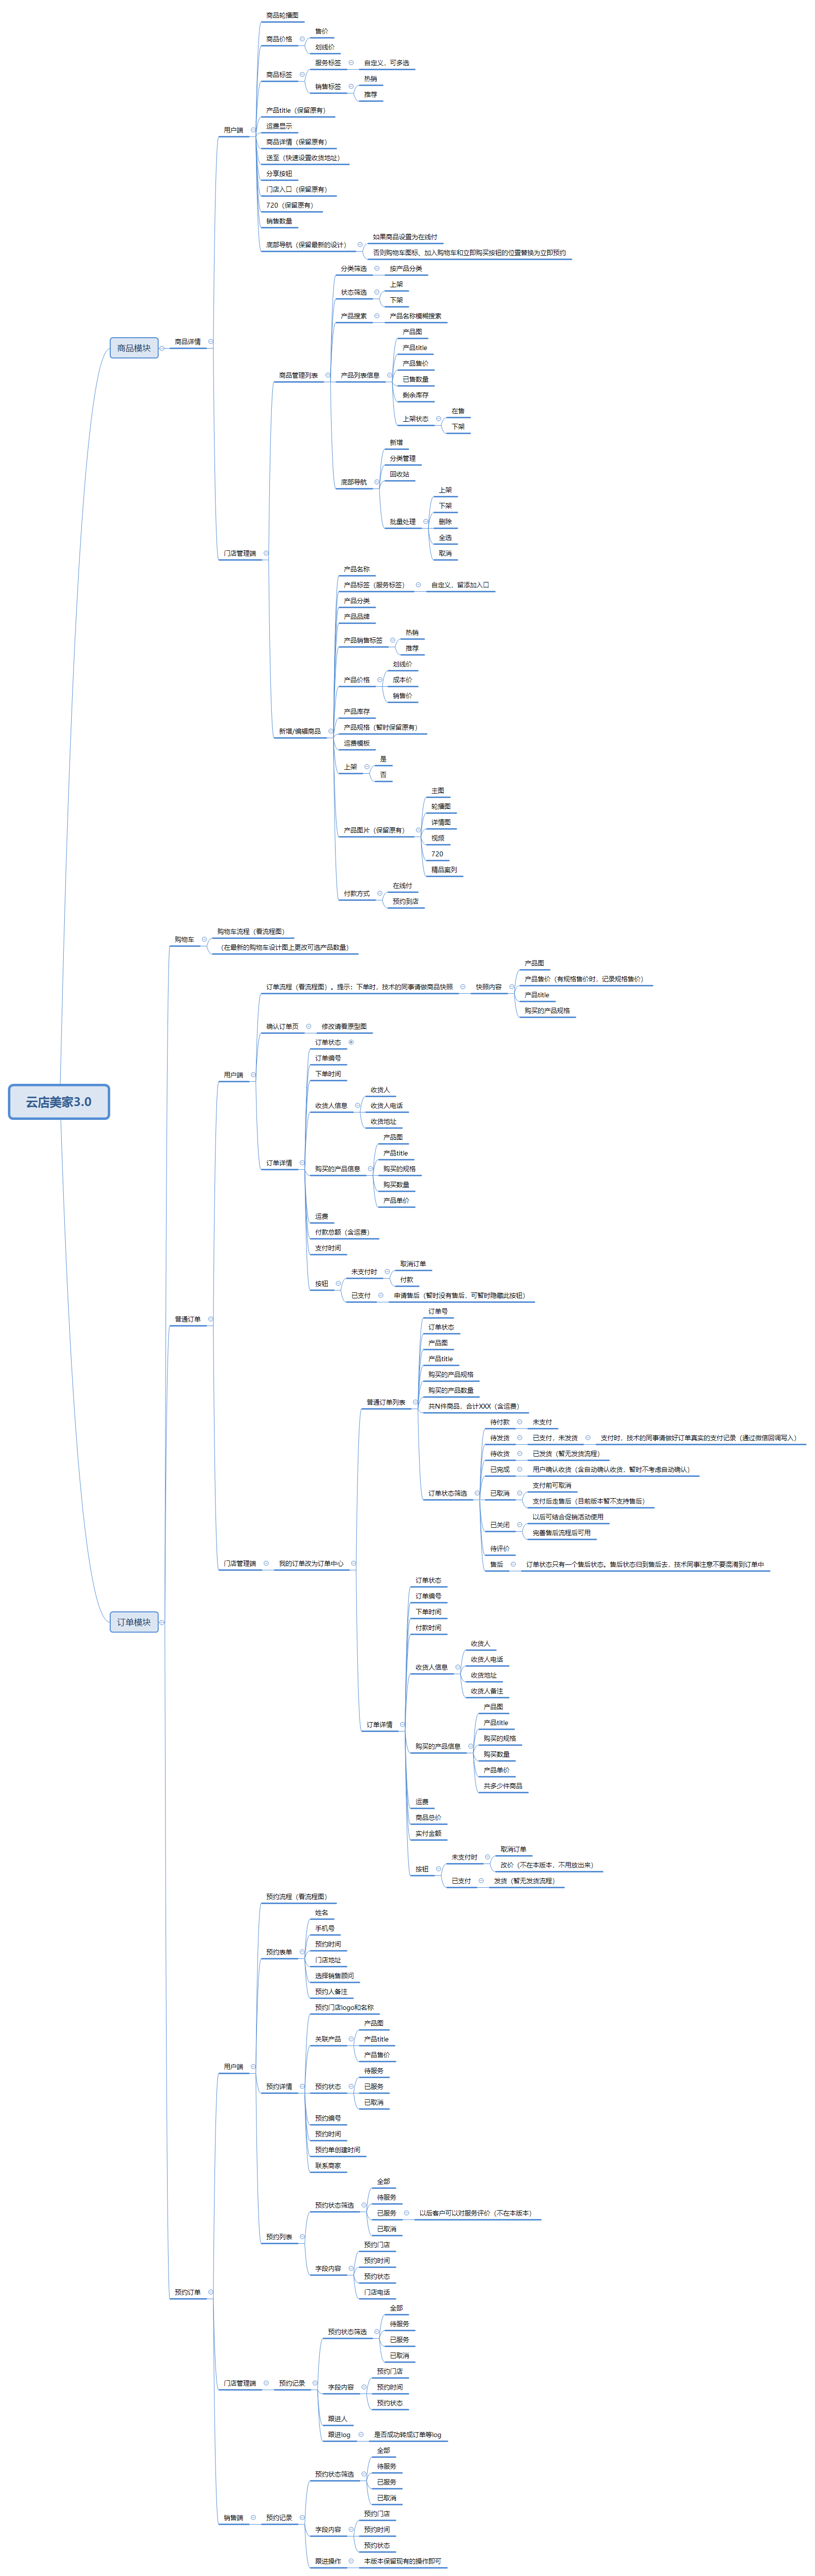 商品轮播图
售价
商品价格
划线价
服务标签
自定义，可多选
商品标签
热销
销售标签
推荐
产品title（保留原有）
用户端
运费显示
商品详情（保留原有）
送至（快速设置收货地址）
分享按钮
门店入口（保留原有）
720（保留原有）
销售数量
如果商品设置为在线付
底部导航（保留最新的设计）
否则购物车图标、加入购物车和立即购买按钮的位置替换为立即预约
分类筛选
按产品分类
上架
状态筛选
下架
产品搜索
产品名称模糊搜索
产品图
商品模块
商品详情
产品title
产品售价
商品管理列表
产品列表信息
已售数量
剩余库存
在售
上架状态
下架
新增
分类管理
回收站
底部导航
上架
下架
批量处理
删除
全选
门店管理端
取消
产品名称
产品标签（服务标签）
自定义，留添加入口
产品分类
产品品牌
热销
产品销售标签
推荐
划线价
产品价格
成本价
销售价
产品库存
产品规格（暂时保留原有）
新增/编辑商品
运费模板
是
上架
否
主图
轮播图
详情图
产品图片（保留原有）
视频
720
精品案列
在线付
付款方式
预约到店
购物车流程（看流程图）
购物车
（在最新的购物车设计图上更改可选产品数量）
产品图
产品售价（有规格售价时，记录规格售价）
订单流程（看流程图）。提示：下单时，技术的同事请做商品快照
快照内容
产品title
购买的产品规格
确认订单页
修改请看原型图
订单状态
订单编号
用户端
下单时间
收货人
云店美家3.0
收货人信息
收货人电话
收货地址
产品图
产品title
订单详情
购买的产品信息
购买的规格
购买数量
产品单价
运费
付款总额（含运费）
支付时间
取消订单
未支付时
付款
按钮
已支付
申请售后（暂时没有售后，可暂时隐藏此按钮）
订单号
普通订单
订单状态
产品图
产品title
购买的产品规格
购买的产品数量
普通订单列表
共N件商品，合计XXX（含运费）
待付款
未支付
待发货
已支付，未发货
支付时，技术的同事请做好订单真实的支付记录（通过微信回调写入）
待收货
已发货（暂无发货流程）
已完成
用户确认收货（含自动确认收货，暂时不考虑自动确认）
支付前可取消
订单状态筛选
已取消
支付后走售后（目前版本暂不支持售后）
以后可结合促销活动使用
已关闭
完善售后流程后可用
待评价
门店管理端
我的订单改为订单中心
售后
订单状态只有一个售后状态。售后状态归到售后去，技术同事注意不要混淆到订单中
订单状态
订单编号
下单时间
订单模块
付款时间
收货人
收货人信息
收货人电话
收货地址
收货人备注
产品图
订单详情
产品title
购买的规格
购买的产品信息
购买数量
产品单价
共多少件商品
运费
商品总价
实付金额
取消订单
未支付时
改价（不在本版本，不用放出来）
按钮
已支付
发货（暂无发货流程）
预约流程（看流程图）
姓名
手机号
预约时间
预约表单
门店地址
选择销售顾问
预约人备注
预约门店logo和名称
产品图
关联产品
产品title
产品售价
用户端
待服务
预约详情
预约状态
已服务
已取消
预约编号
预约时间
预约单创建时间
联系商家
全部
待服务
预约状态筛选
已服务
以后客户可以对服务评价（不在本版本）
已取消
预约列表
预约门店
预约时间
字段内容
预约状态
预约订单
门店电话
全部
待服务
预约状态筛选
已服务
已取消
预约门店
门店管理端
预约记录
字段内容
预约时间
预约状态
跟进人
跟进log
是否成功转成订单等log
全部
待服务
预约状态筛选
已服务
已取消
预约门店
销售端
预约记录
字段内容
预约时间
预约状态
跟进操作
本版本保留现有的操作即可